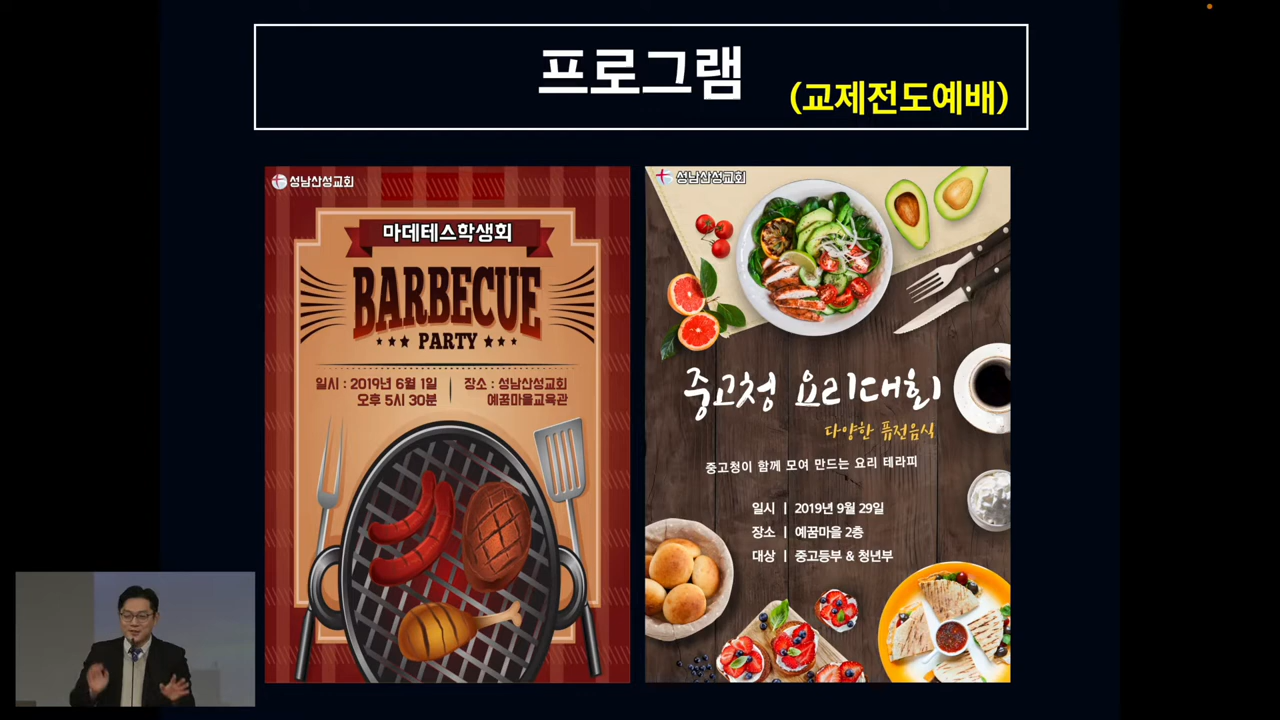 프로그램
(교제전도예배)
성남산성교회
마데테스학생회
BARBECUE
PARTY
일시 : 2019년 6월 1일
오후 5시 30분
장소 : 성남산성교회
예꿈마을교육관
성남산성교회
중고청 요리대회
다양한 퓨전음식
중고청이 함께 모여 만드는 요리 테라피
일시 | 2019년 9월 29일
장소 | 예꿈마을 2층
대상 | 중고등부 & 청년부